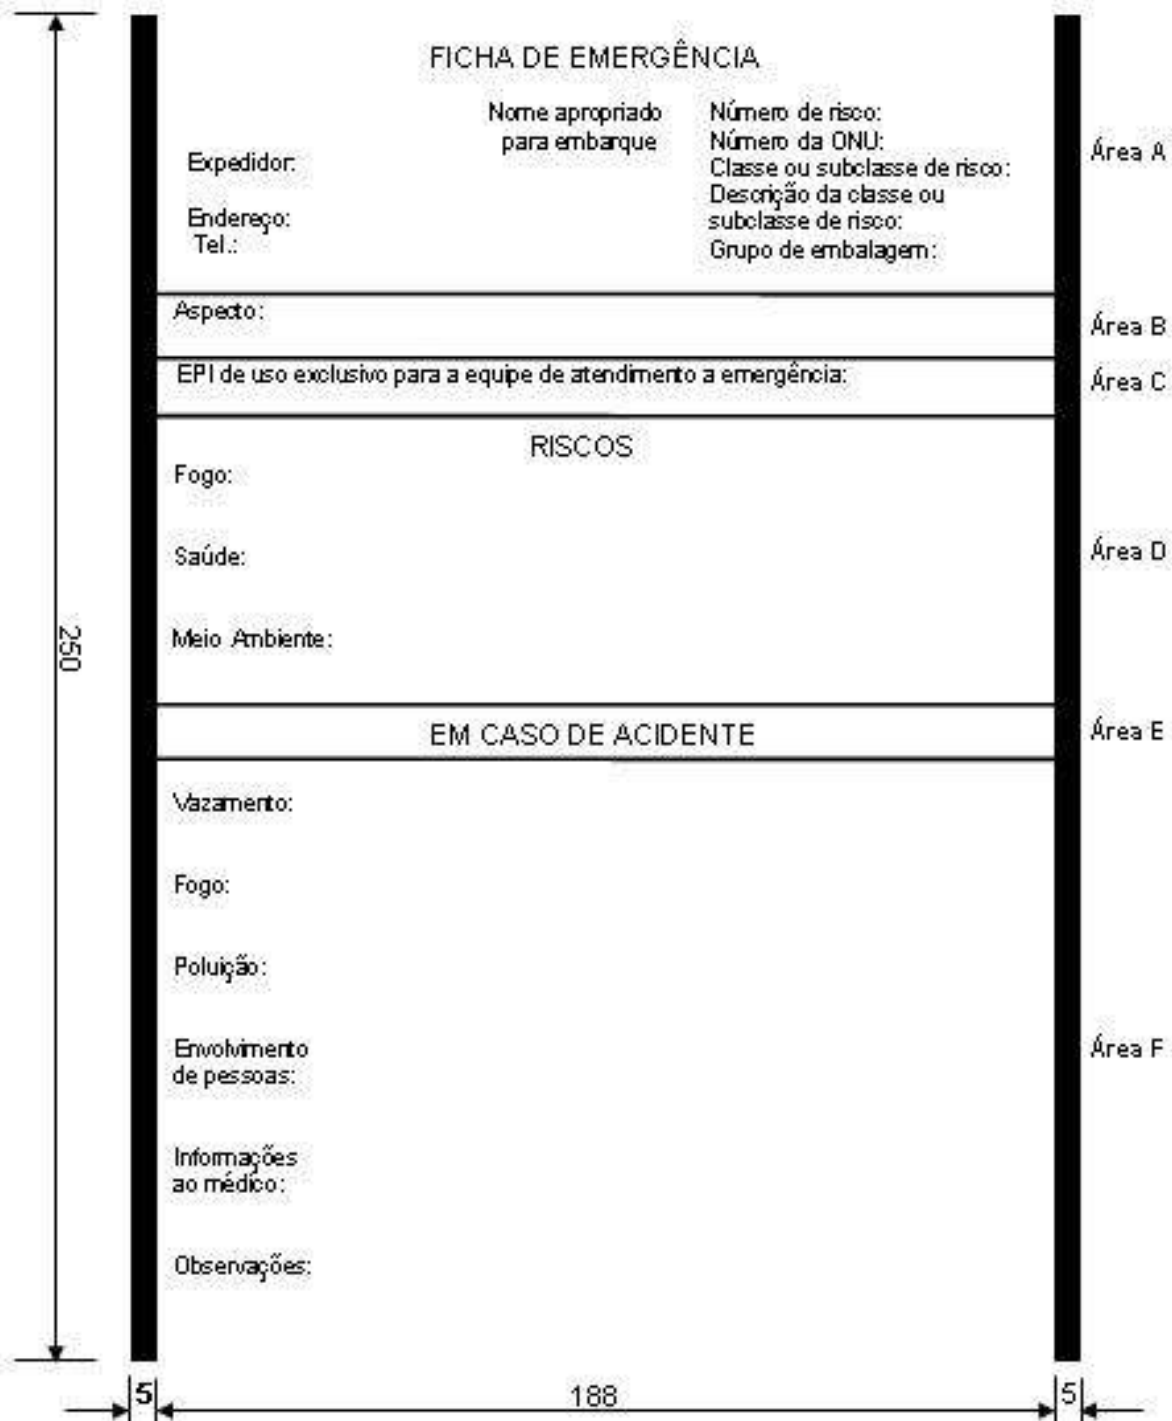 FICHA DE EMERGÊNCIA
Nome apropriado
para embarque
Número de risco:
Número da ONU:
Classe ou subclasse de risco:
Descrição da classe ou
subclasse de risco:
Grupo de embalagem:
Expedidor:
Endereço:
Tel.:
Área A
Aspecto:
Área B
EPI de uso exclusivo para a equipe de atendimento a emergência:
Área C
RISCOS
Fogo:
Saúde:
Meio Ambiente:
Área D
EM CASO DE ACIDENTE
Área E
Vazamento:
Fogo:
Poluição:
Envolvimento
de pessoas:
Informações
ao médico:
Observações:
Área F
250
5
188
5